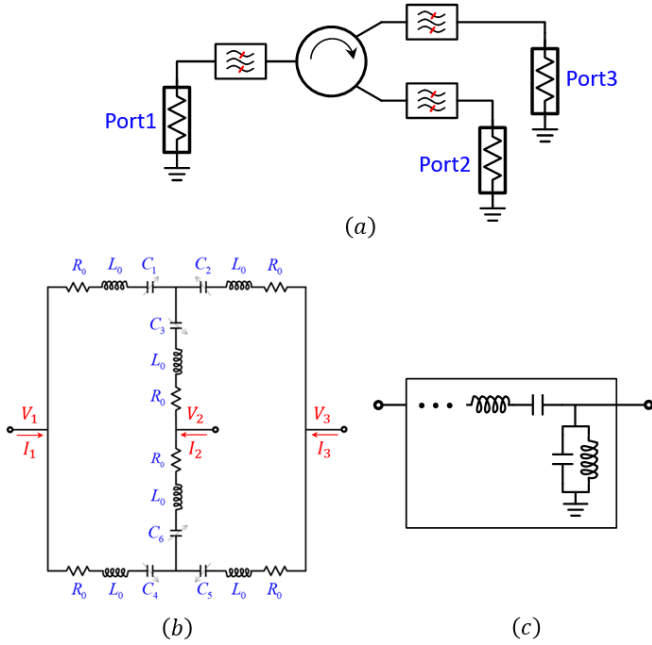 Port1
Port3
Port2
(a)
R₀ L₀ C₁ C₂ L₀ R₀
C₃
L₀
R₀
V₁ V₂ V₃
I₁ I₂ I₃
R₀
L₀
C₆
R₀ L₀ C₄ C₅ L₀ R₀
(b)
(c)